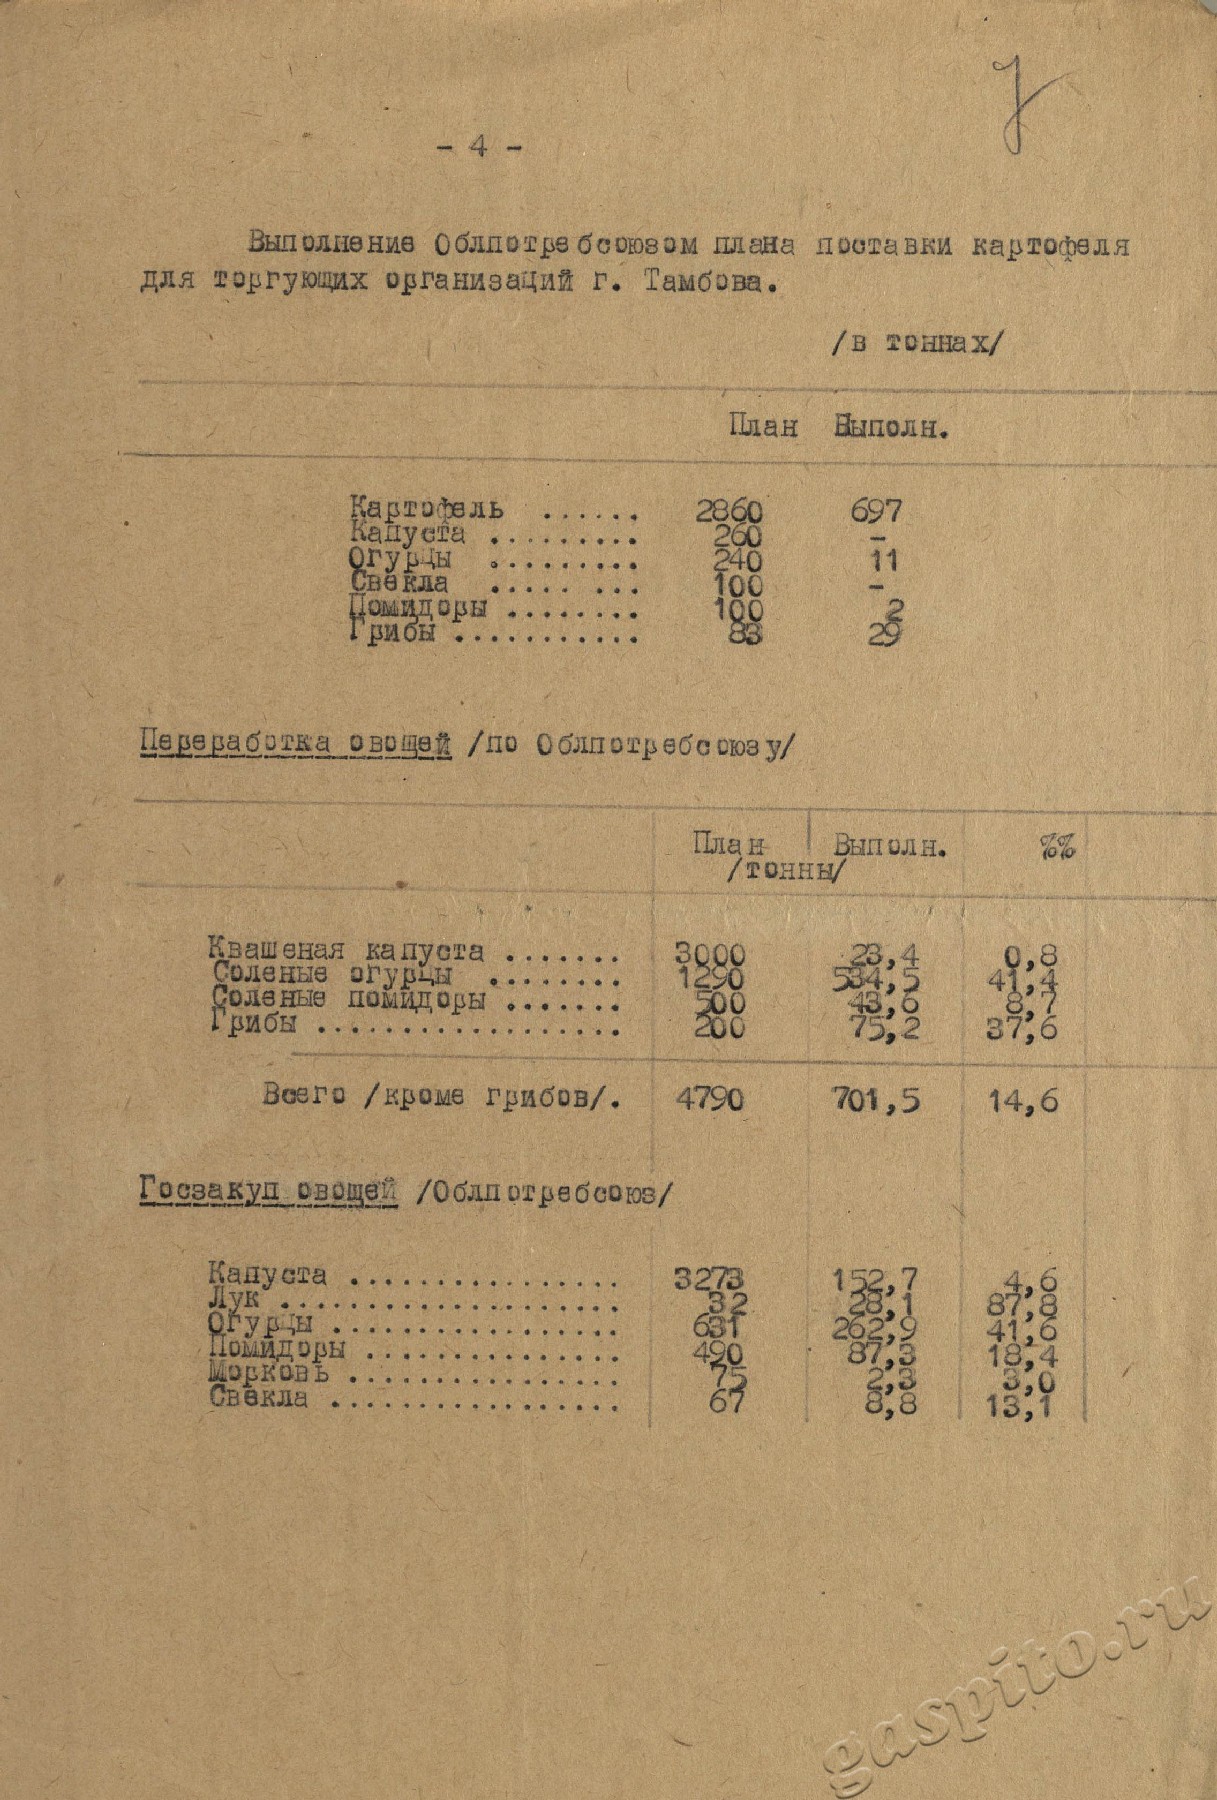 - 4 -
Выполнение Облпотребсоюзом плана поставки картофеля
для торгующих организаций г. Тамбова.
/в тоннах/
План Выполн.
Картофель ...... 2860 697
Капуста ......... 260 -
Огурцы ......... 240 11
Свекла ..... ... 100 -
Помидоры ........ 100 2
Грибы ........... 83 29
Переработка овощей /по Облпотребсоюзу/
План Выполн. %%
/тонны/
Квашеная капуста ....... 3000 23,4 0,8
Соленые огурцы ........ 1290 534,5 41,4
Соленые помидоры ....... 500 43,6 8,7
Грибы .................. 200 75,2 37,6
Всего /кроме грибов/. 4790 701,5 14,6
Госзакуп овощей /Облпотребсоюз/
Капуста ................ 3273 152,7 4,6
Лук .................... 32 28,1 87,8
Огурцы ................. 631 262,9 41,6
Помидоры ............... 490 87,3 18,4
Морковь ................ 75 2,3 3,0
Свекла ................. 67 8,8 13,1
gaspito.ru